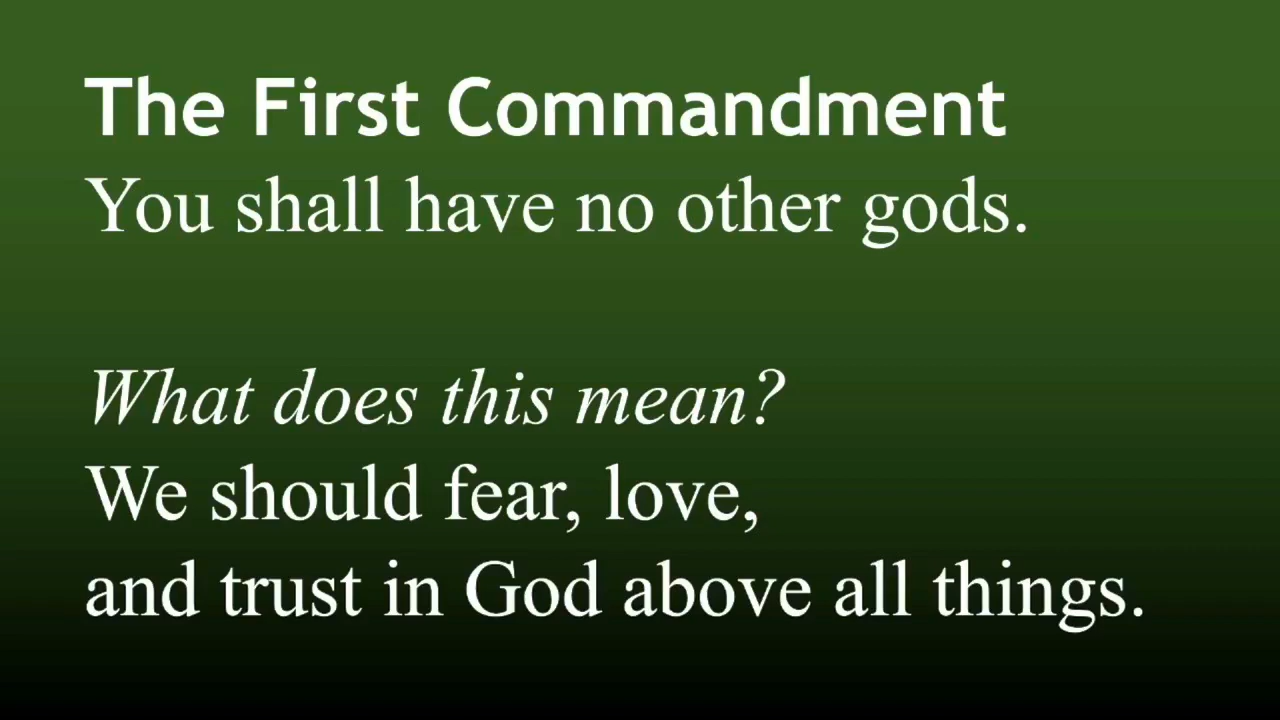 The First Commandment
You shall have no other gods.
What does this mean?
We should fear, love,
and trust in God above all things.